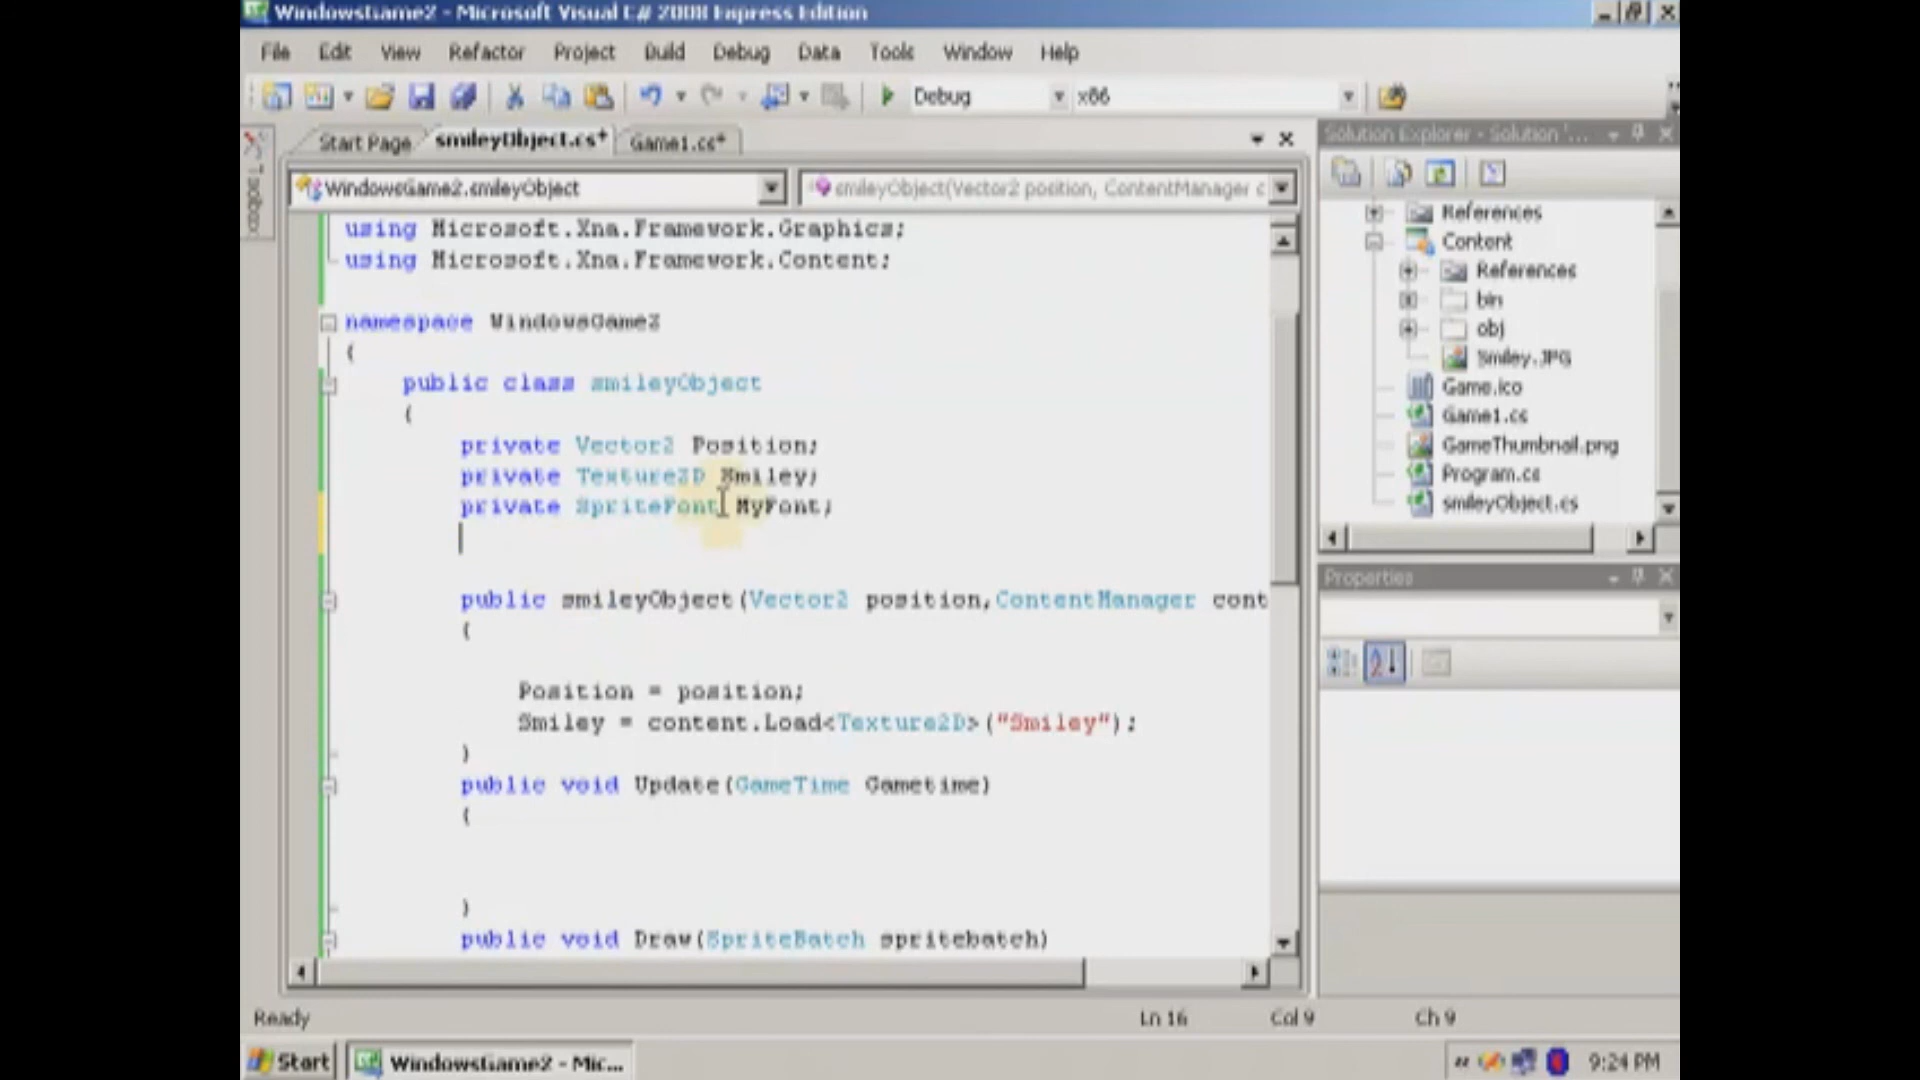 WindowsGame2 - Microsoft Visual C# 2008 Express Edition
File Edit View Refactor Project Build Debug Data Tools Window Help
Debug x86
Toolbox
Start Page smileyObject.cs* Game1.cs*
WindowsGame2.smileyObject smileyObject(Vector2 position, ContentManager c
using Microsoft.Xna.Framework.Graphics;
using Microsoft.Xna.Framework.Content;
namespace WindowsGame2
{
public class smileyObject
{
private Vector2 Position;
private Texture2D Smiley;
private SpriteFont MyFont;
public smileyObject(Vector2 position,ContentManager cont
{
Position = position;
Smiley = content.Load<Texture2D>("Smiley");
}
public void Update(GameTime Gametime)
{
}
public void Draw(SpriteBatch spritebatch)
Solution Explorer - Solution '...
References
Content
References
bin
obj
Smiley.JPG
Game.ico
Game1.cs
GameThumbnail.png
Program.cs
smileyObject.cs
Properties
Ready Ln 16 Col 9 Ch 9
Start WindowsGame2 - Mic... 9:24 PM